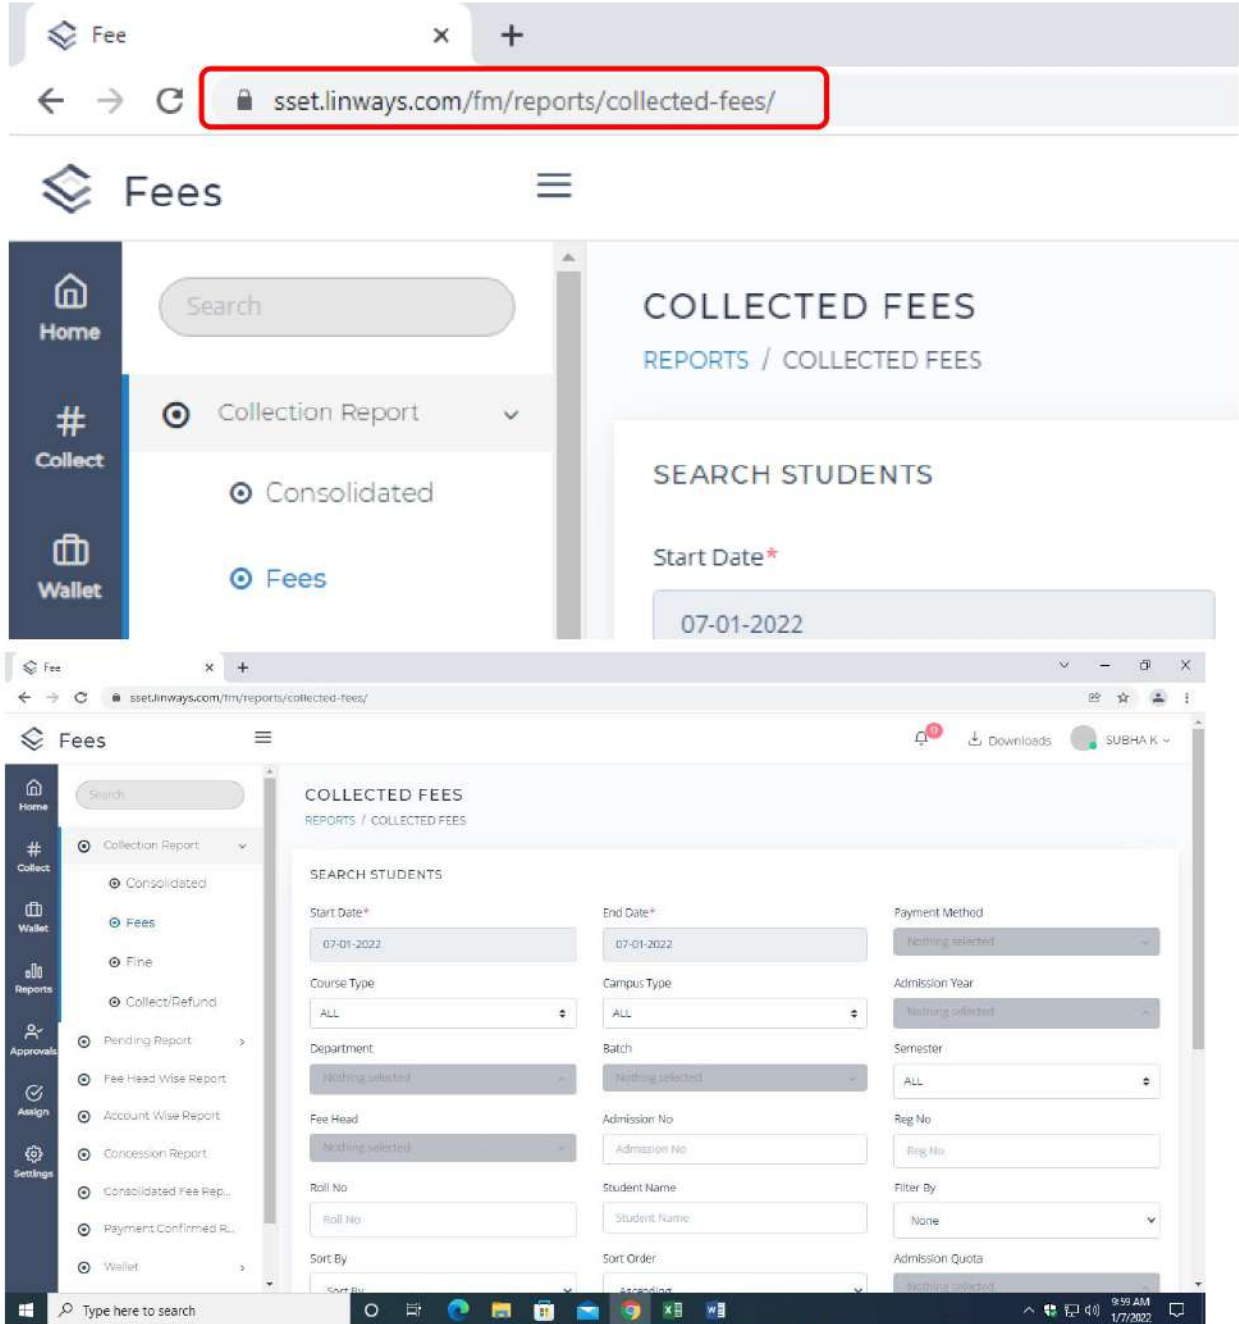 Fee
sset.linways.com/fm/reports/collected-fees/
Fees
Home
Search
COLLECTED FEES
REPORTS / COLLECTED FEES
Collect
Collection Report
SEARCH STUDENTS
Consolidated
Start Date*
Wallet
Fees
07-01-2022
Fee
sset.linways.com/fm/reports/collected-fees/
Fees
0
Downloads
SUBHA K
Home
Search
COLLECTED FEES
REPORTS / COLLECTED FEES
Collect
Collection Report
SEARCH STUDENTS
Consolidated
Start Date* End Date* Payment Method
Wallet
Fees
07-01-2022 07-01-2022 Nothing selected
Fine
Reports
Course Type Campus Type Admission Year
Collect/Refund
ALL ALL Nothing selected
Approvals
Pending Report
Department Batch Semester
Fee Head Wise Report
Nothing selected Nothing selected ALL
Assign
Account Wise Report
Fee Head Admission No Reg No
Concession Report
Nothing selected Admission No Reg No
Settings
Consolidated Fee Rep...
Roll No Student Name Filter By
Payment Confirmed R...
Roll No Student Name None
Wallet
Sort By Sort Order Admission Quota
Sort By Ascending Nothing selected
Type here to search
9:59 AM
1/7/2022